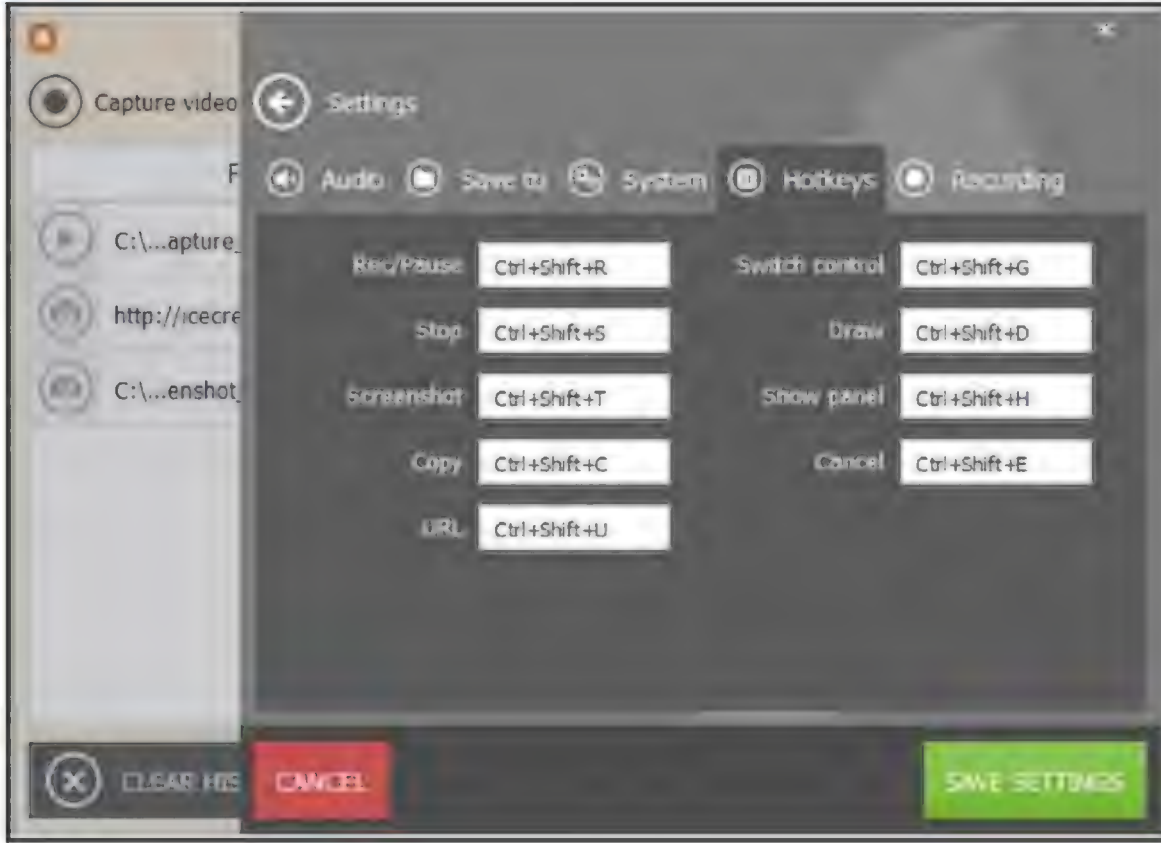 Capture video
Settings
F
Audio Save to System Hotkeys Recording
C:\...apture_
Rec/Pause Ctrl+Shift+R Switch control Ctrl+Shift+G
http://icecre
Stop Ctrl+Shift+S Draw Ctrl+Shift+D
C:\...enshot_
Screenshot Ctrl+Shift+T Show panel Ctrl+Shift+H
Copy Ctrl+Shift+C Cancel Ctrl+Shift+E
URL Ctrl+Shift+U
CLEAR HIS CANCEL SAVE SETTINGS